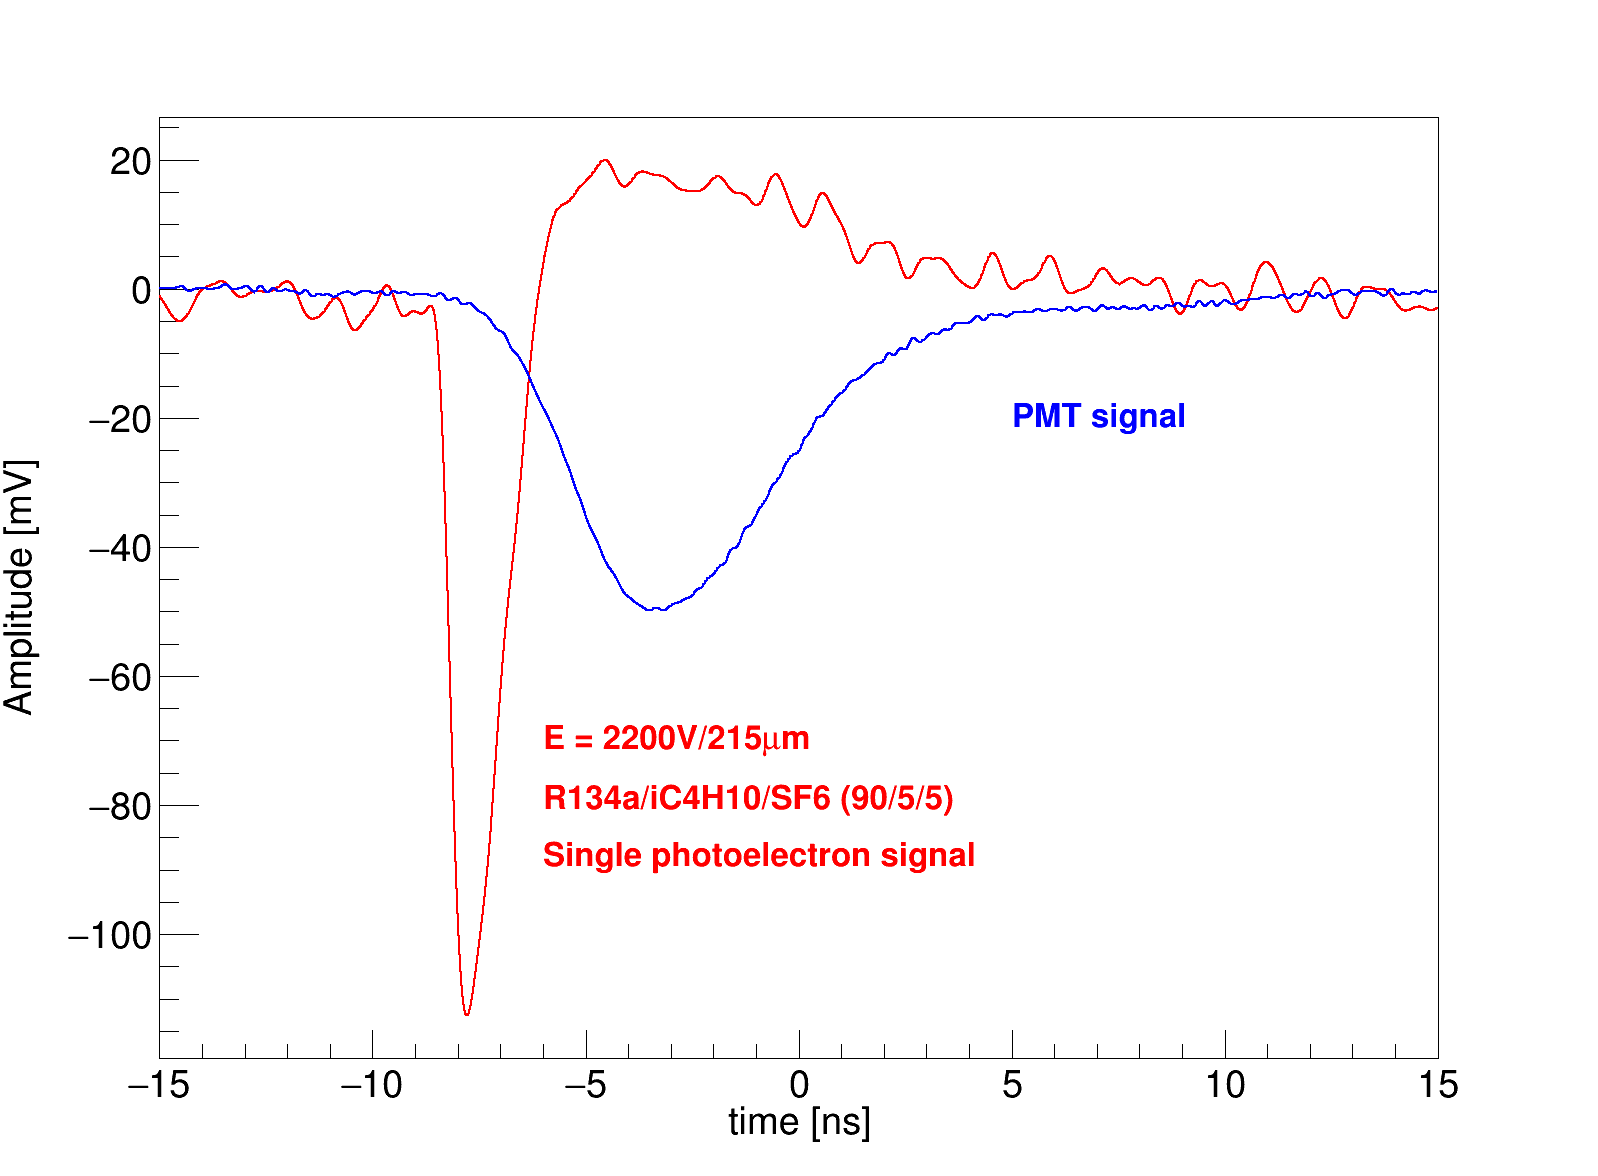 20
0
−20
−40
−60
−80
−100
Amplitude [mV]
PMT signal
E = 2200V/215μm
R134a/iC4H10/SF6 (90/5/5)
Single photoelectron signal
−15 −10 −5 0 5 10 15
time [ns]